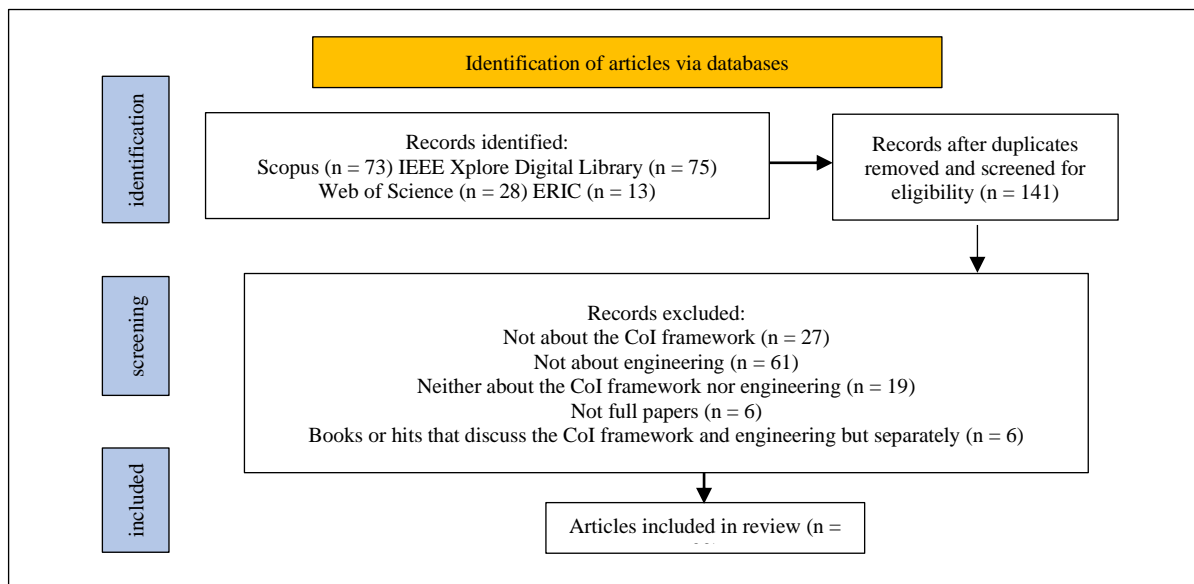 Identification of articles via databases
identification
Records identified:
Scopus (n = 73) IEEE Xplore Digital Library (n = 75)
Web of Science (n = 28) ERIC (n = 13)
Records after duplicates
removed and screened for
eligibility (n = 141)
screening
Records excluded:
Not about the CoI framework (n = 27)
Not about engineering (n = 61)
Neither about the CoI framework nor engineering (n = 19)
Not full papers (n = 6)
Books or hits that discuss the CoI framework and engineering but separately (n = 6)
included
Articles included in review (n =